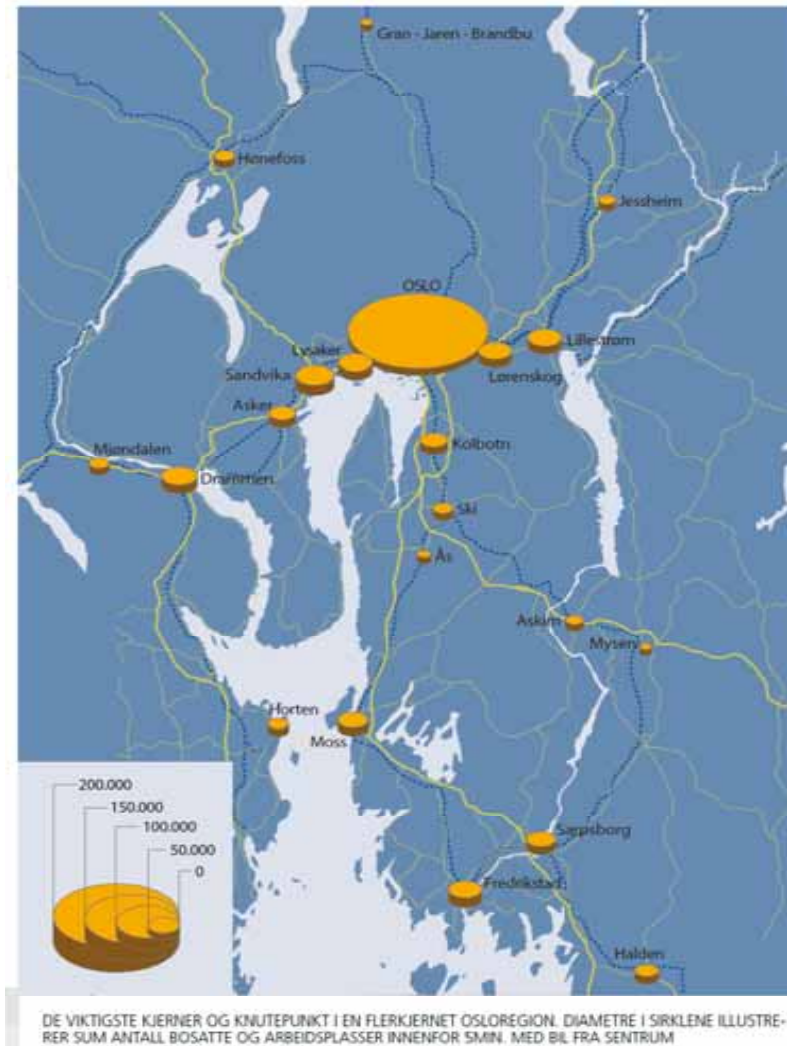 Gran - Jaren - Brandbu
Hønefoss
Jessheim
OSLO
Lysaker
Lillestrøm
Sandvika
Lørenskog
Asker
Kolbotn
Mjøndalen
Drammen
Ski
Ås
Askim
Mysen
Horten
Moss
200.000
150.000
100.000
50.000
0
Sarpsborg
Fredrikstad
Halden
DE VIKTIGSTE KJERNER OG KNUTEPUNKT I EN FLERKJERNET OSLOREGION. DIAMETRE I SIRKLENE ILLUSTRE-
RER SUM ANTALL BOSATTE OG ARBEIDSPLASSER INNENFOR 5MIN. MED BIL FRA SENTRUM